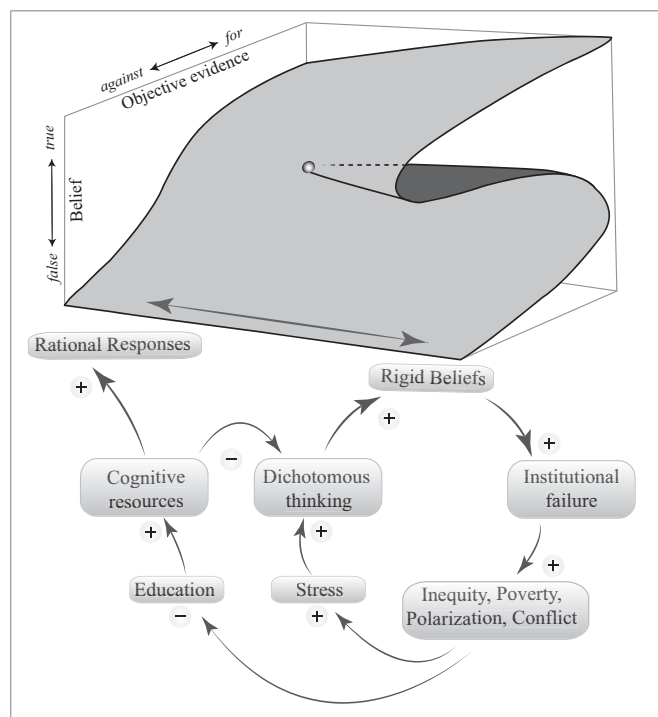 against
for
Objective evidence
true
Belief
false
Rational Responses
+
Rigid Beliefs
+
+
−
Cognitive
resources
Dichotomous
thinking
Institutional
failure
+
+
+
Education
Stress
Inequity, Poverty,
Polarization, Conflict
−
+